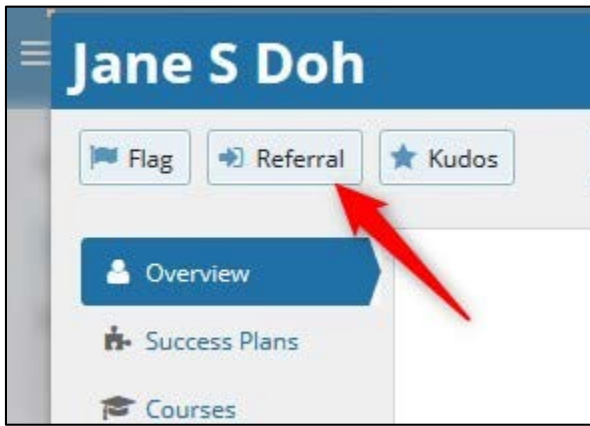 Jane S Doh
Flag Referral Kudos
Overview
Success Plans
Courses